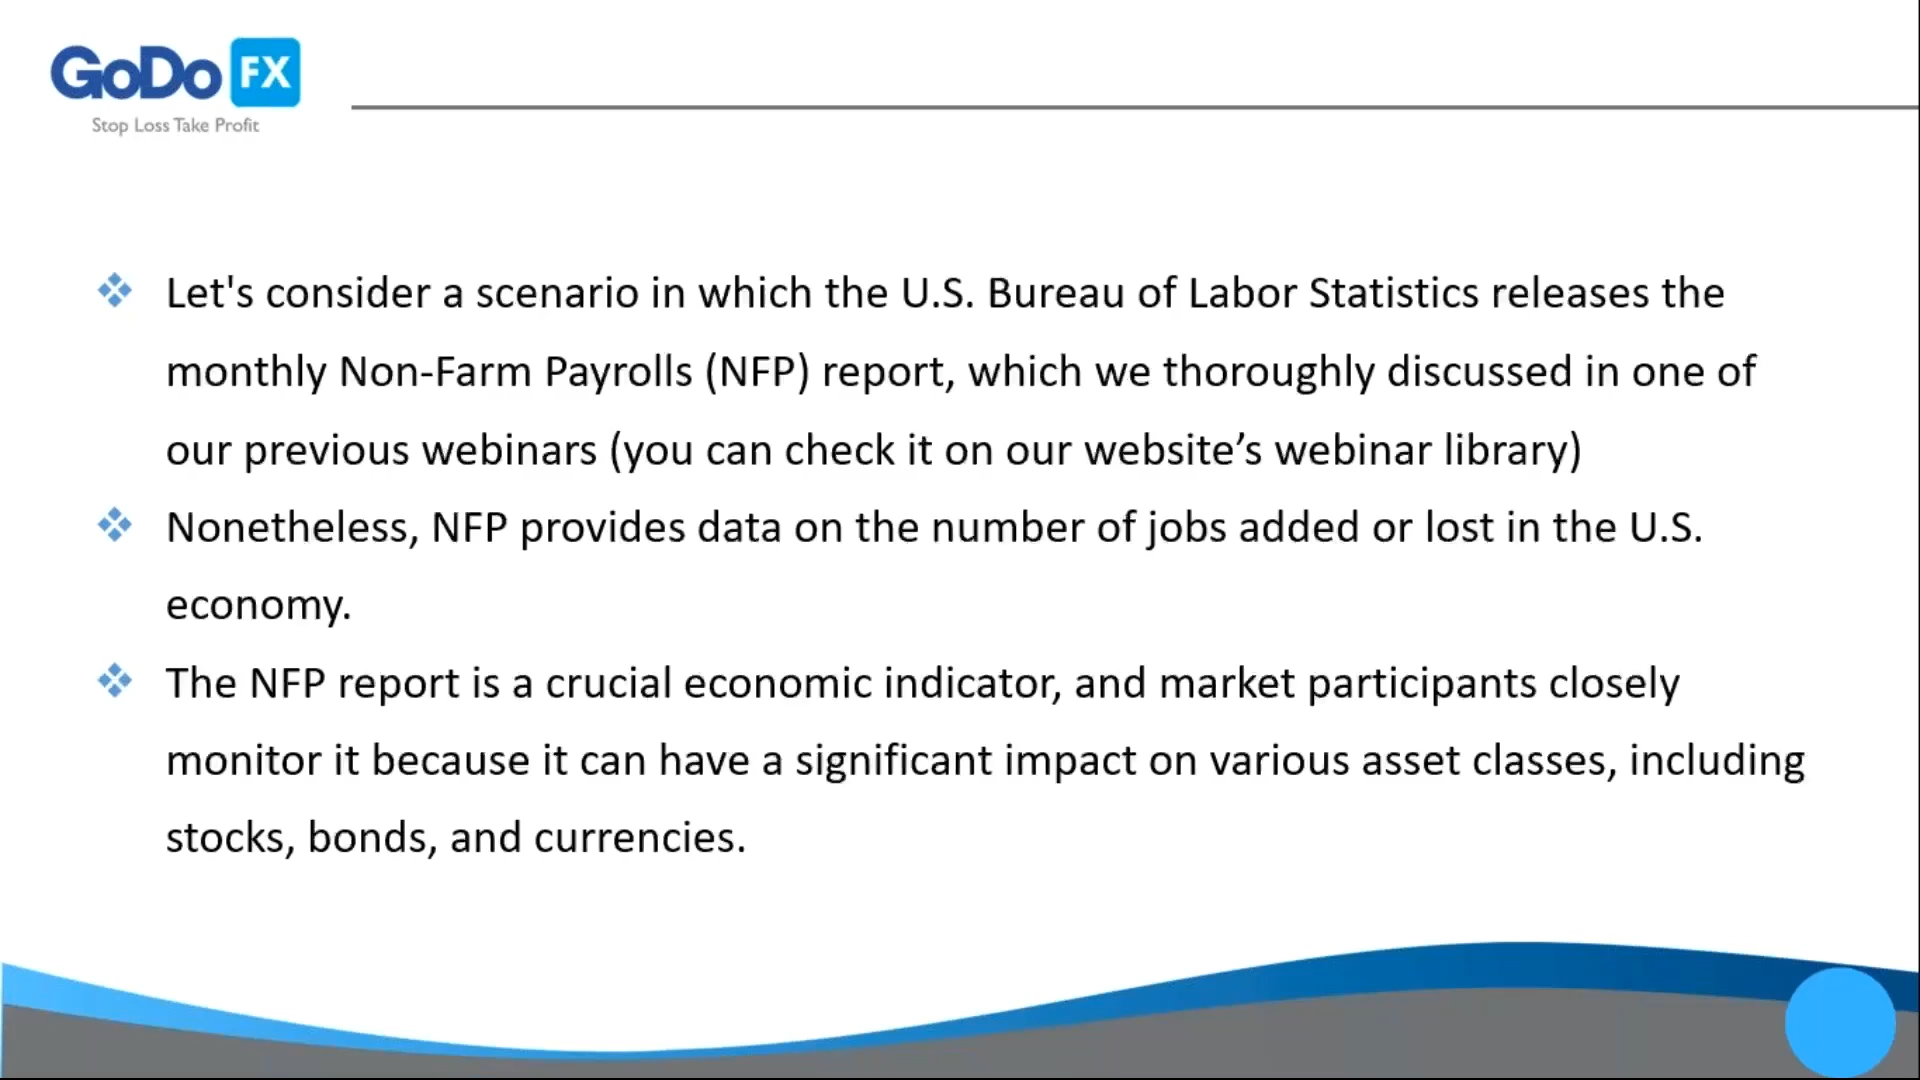 GoDo FX
Stop Loss Take Profit
Let's consider a scenario in which the U.S. Bureau of Labor Statistics releases the
monthly Non-Farm Payrolls (NFP) report, which we thoroughly discussed in one of
our previous webinars (you can check it on our website’s webinar library)
Nonetheless, NFP provides data on the number of jobs added or lost in the U.S.
economy.
The NFP report is a crucial economic indicator, and market participants closely
monitor it because it can have a significant impact on various asset classes, including
stocks, bonds, and currencies.